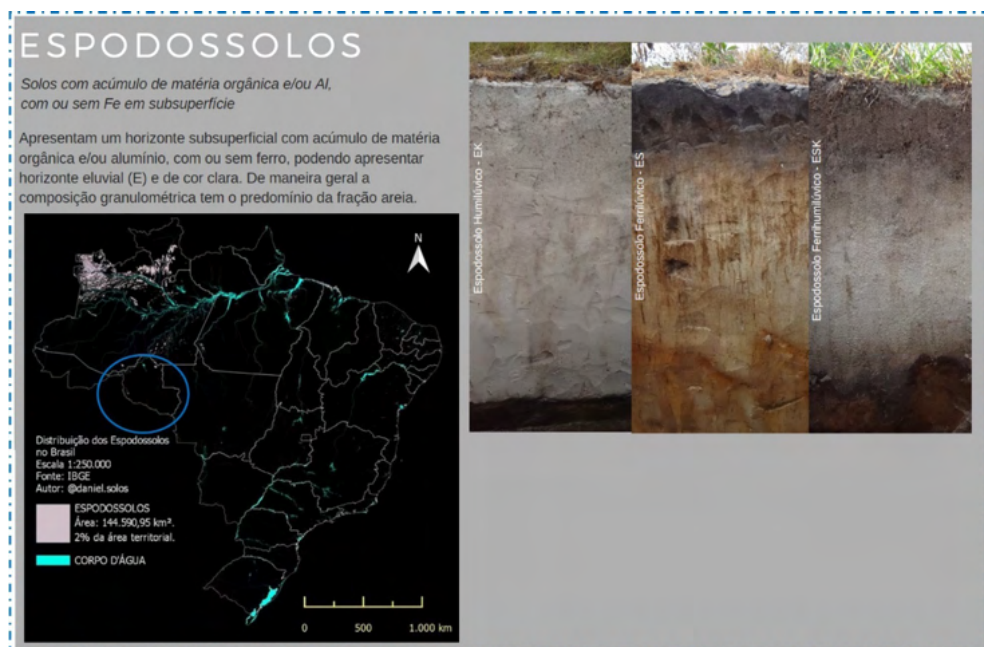 ESPODOSSOLOS
Solos com acúmulo de matéria orgânica e/ou Al,
com ou sem Fe em subsuperfície
Apresentam um horizonte subsuperficial com acúmulo de matéria
orgânica e/ou alumínio, com ou sem ferro, podendo apresentar
horizonte eluvial (E) e de cor clara. De maneira geral a
composição granulométrica tem o predomínio da fração areia.
N
Distribuição dos Espodossolos
no Brasil
Escala 1:250.000
Fonte: IBGE
Autor: @daniel.solos
ESPODOSSOLOS
Área: 144.590,95 km².
2% da área territorial.
CORPO D'ÁGUA
0 500 1.000 km
Espodossolo Humilúvico - EK
Espodossolo Ferrilúvico - ES
Espodossolo Ferrihumilúvico - ESK